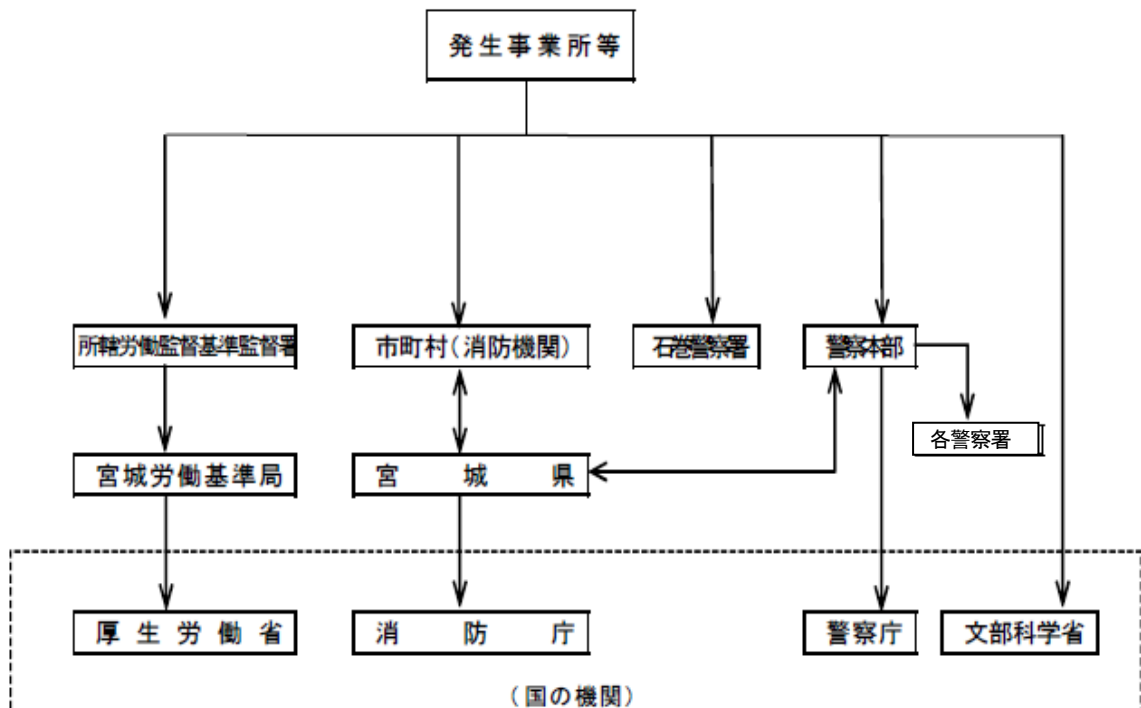 発生事業所等
所轄労働監督基準監督署
市町村(消防機関)
石巻警察署
警察本部
各警察署
宮城労働基準局
宮城県
厚生労働省
消防庁
警察庁
文部科学省
(国の機関)